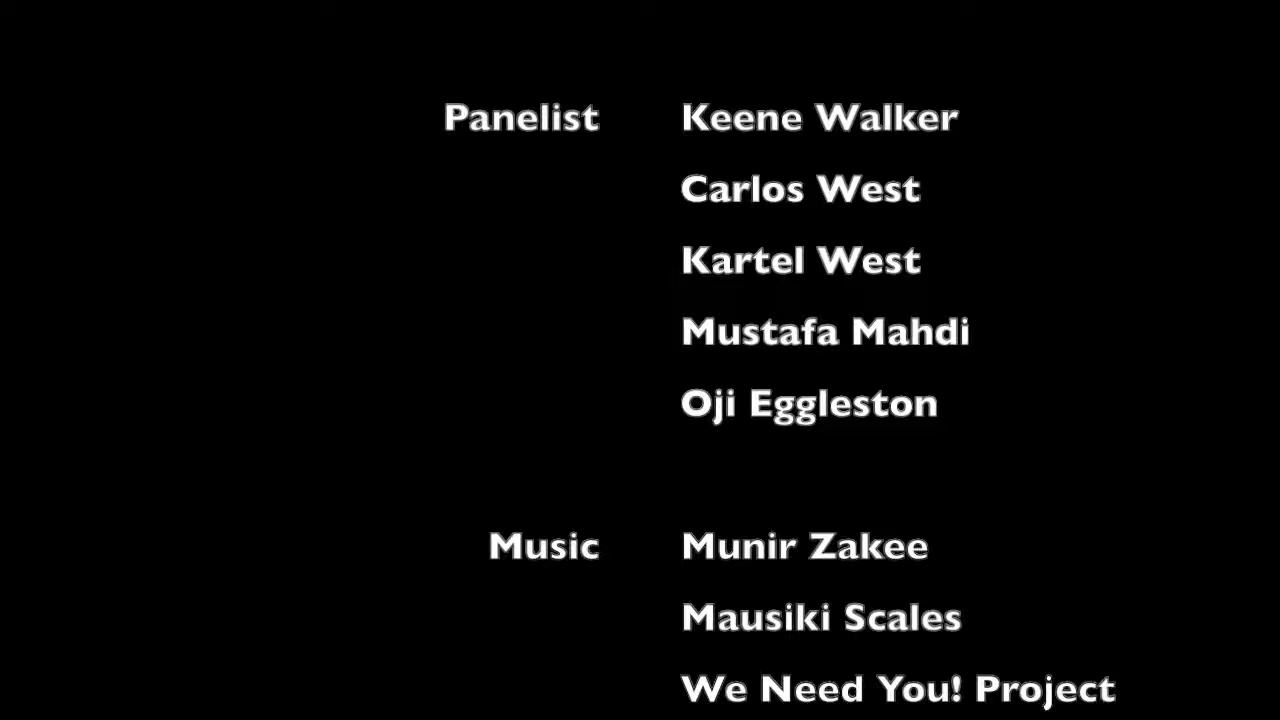 Panelist Keene Walker
Carlos West
Kartel West
Mustafa Mahdi
Oji Eggleston
Music Munir Zakee
Mausiki Scales
We Need You! Project